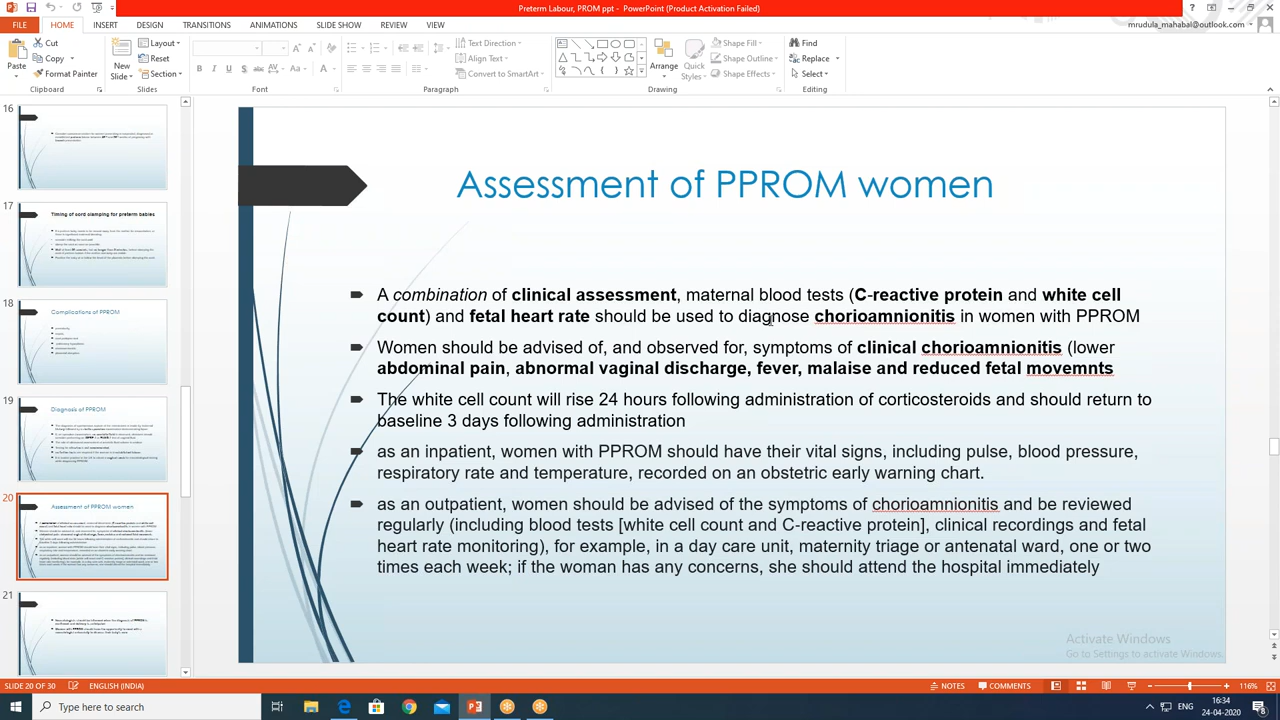 Preterm Labour, PROM ppt - PowerPoint (Product Activation Failed)
FILE HOME INSERT DESIGN TRANSITIONS ANIMATIONS SLIDE SHOW REVIEW VIEW
mrudula_mahabal@outlook.com
Paste
Cut
Copy
Format Painter
Clipboard
New Slide
Layout
Reset
Section
Slides
Font
Text Direction
Align Text
Convert to SmartArt
Paragraph
Arrange
Quick Styles
Shape Fill
Shape Outline
Shape Effects
Drawing
Find
Replace
Select
Editing
16
17
Timing of cord clamping for preterm babies
18
Complications of PPROM
19
Diagnosis of PPROM
20
Assessment of PPROM women
21
Assessment of PPROM women
A combination of clinical assessment, maternal blood tests (C-reactive protein and white cell
count) and fetal heart rate should be used to diagnose chorioamnionitis in women with PPROM
Women should be advised of, and observed for, symptoms of clinical chorioamnionitis (lower
abdominal pain, abnormal vaginal discharge, fever, malaise and reduced fetal movemnts
The white cell count will rise 24 hours following administration of corticosteroids and should return to
baseline 3 days following administration
as an inpatient, women with PPROM should have their vital signs, including pulse, blood pressure,
respiratory rate and temperature, recorded on an obstetric early warning chart.
as an outpatient, women should be advised of the symptoms of chorioamnionitis and be reviewed
regularly (including blood tests [white cell count and C-reactive protein], clinical recordings and fetal
heart rate monitoring), for example, in a day care/maternity triage or antenatal ward, one or two
times each week; if the woman has any concerns, she should attend the hospital immediately
Activate Windows
Go to Settings to activate Windows.
SLIDE 20 OF 30 ENGLISH (INDIA) NOTES COMMENTS 116%
Type here to search
ENG
16:34
24-04-2020
8